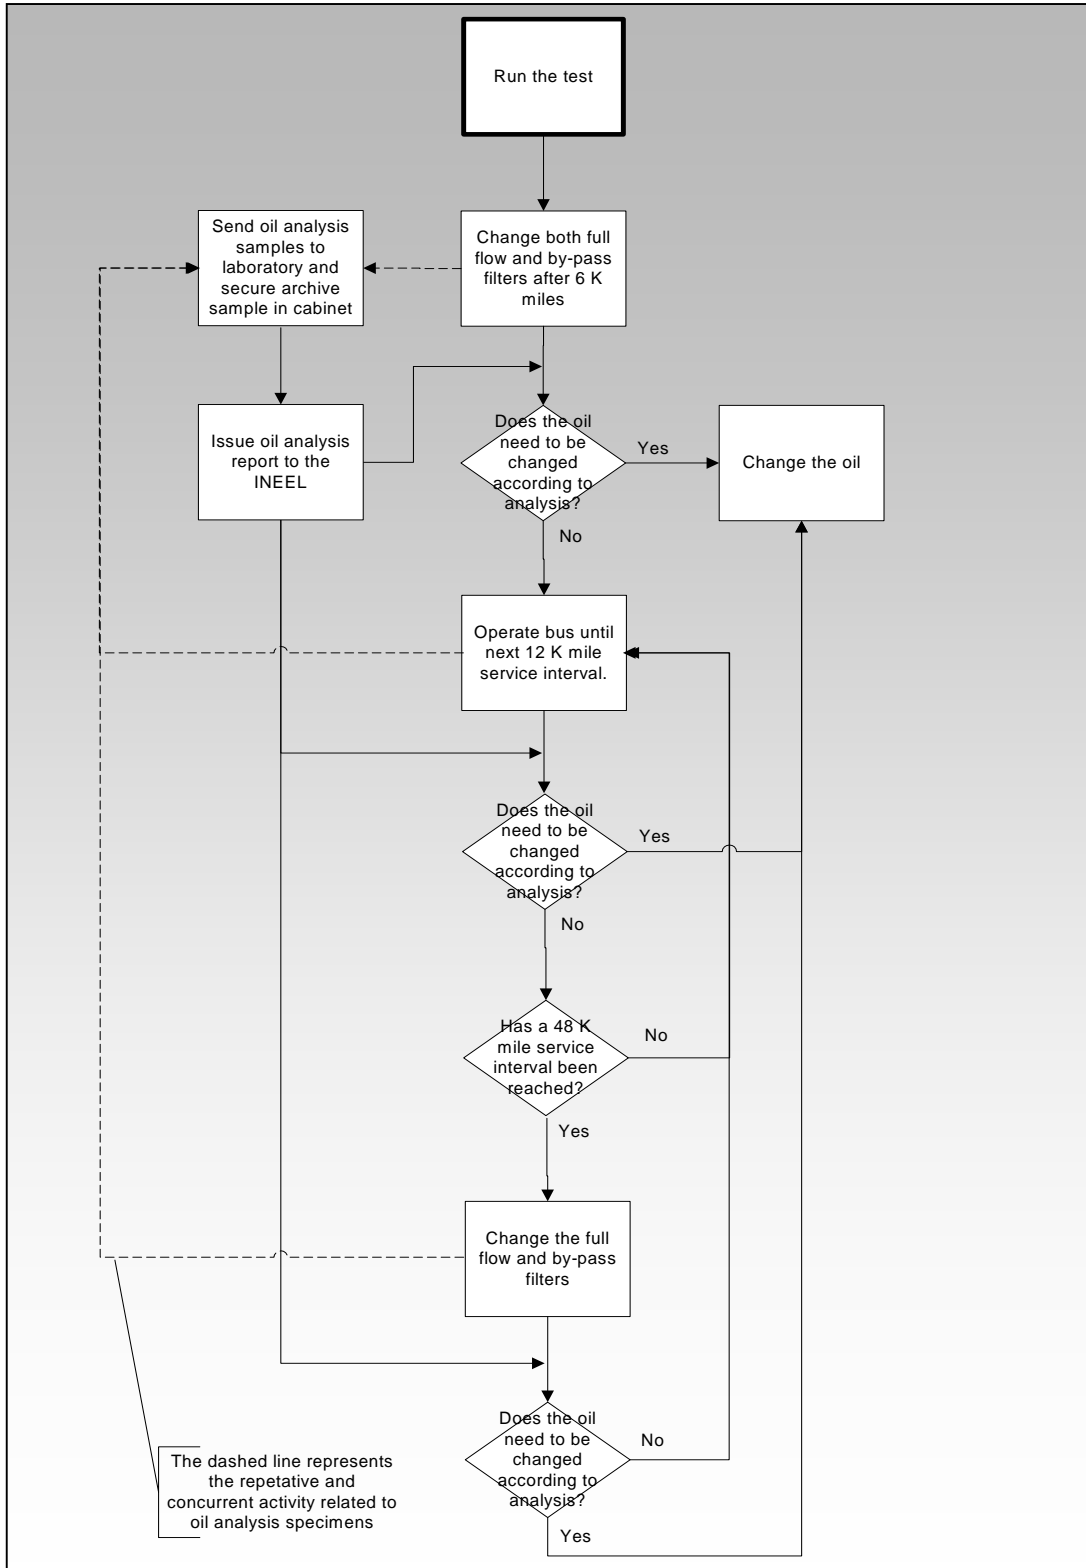 Run the test
Send oil analysis
samples to
laboratory and
secure archive
sample in cabinet
Change both full
flow and by-pass
filters after 6 K
miles
Issue oil analysis
report to the
INEEL
Does the oil
need to be
changed
according to
analysis?
Yes
Change the oil
No
Operate bus until
next 12 K mile
service interval.
Does the oil
need to be
changed
according to
analysis?
Yes
No
Has a 48 K
mile service
interval been
reached?
No
Yes
Change the full
flow and by-pass
filters
Does the oil
need to be
changed
according to
analysis?
No
Yes
The dashed line represents
the repetative and
concurrent activity related to
oil analysis specimens